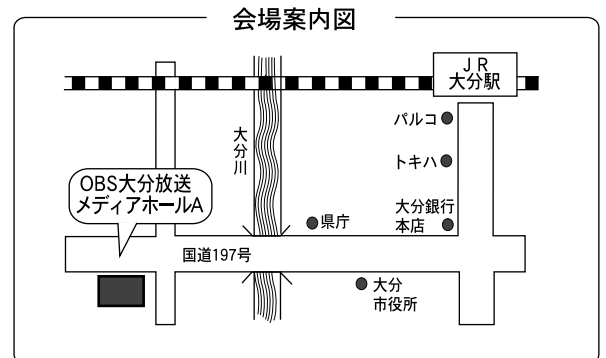 会場案内図
JR
大分駅
パルコ
トキハ
大分川
OBS大分放送
メディアホールA
大分銀行
本店
県庁
国道197号
大分
市役所